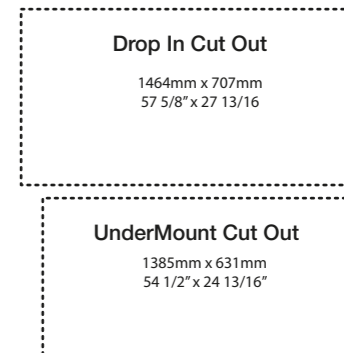 Drop In Cut Out
1464mm x 707mm
57 5/8” x 27 13/16
UnderMount Cut Out
1385mm x 631mm
54 1/2” x 24 13/16”